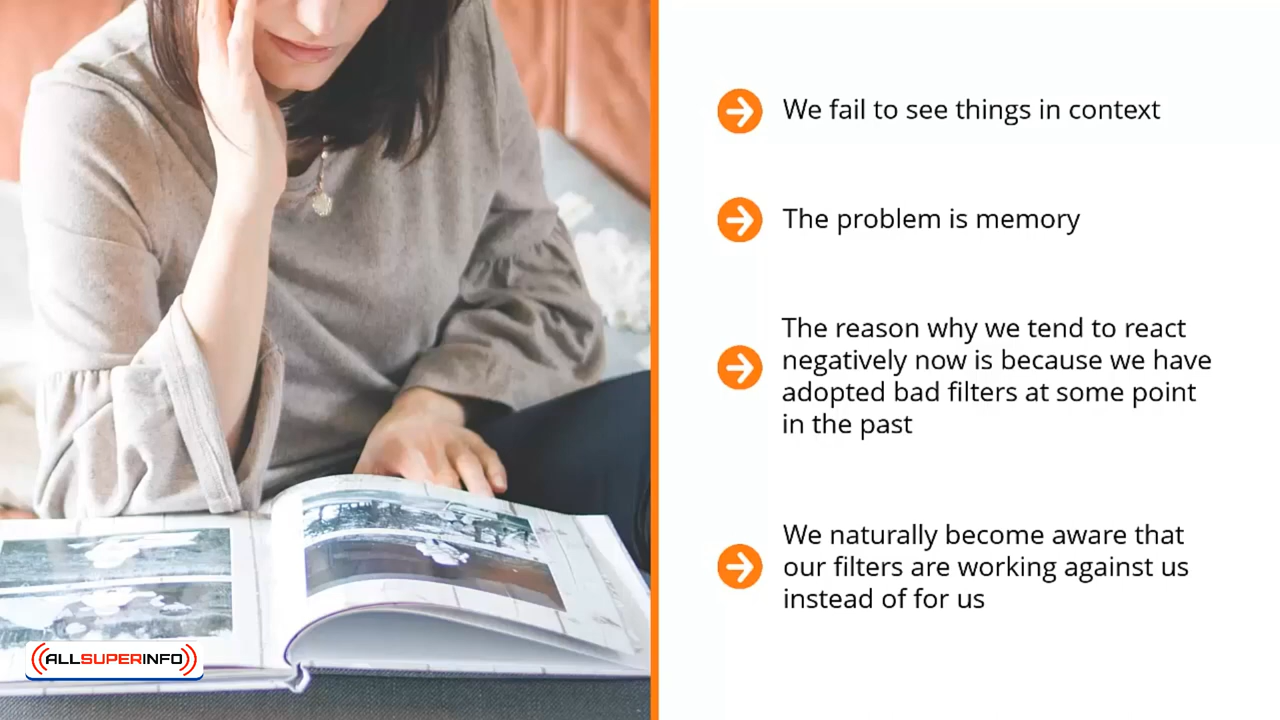 We fail to see things in context
The problem is memory
The reason why we tend to react
negatively now is because we have
adopted bad filters at some point
in the past
We naturally become aware that
our filters are working against us
instead of for us
ALLSUPERINFO